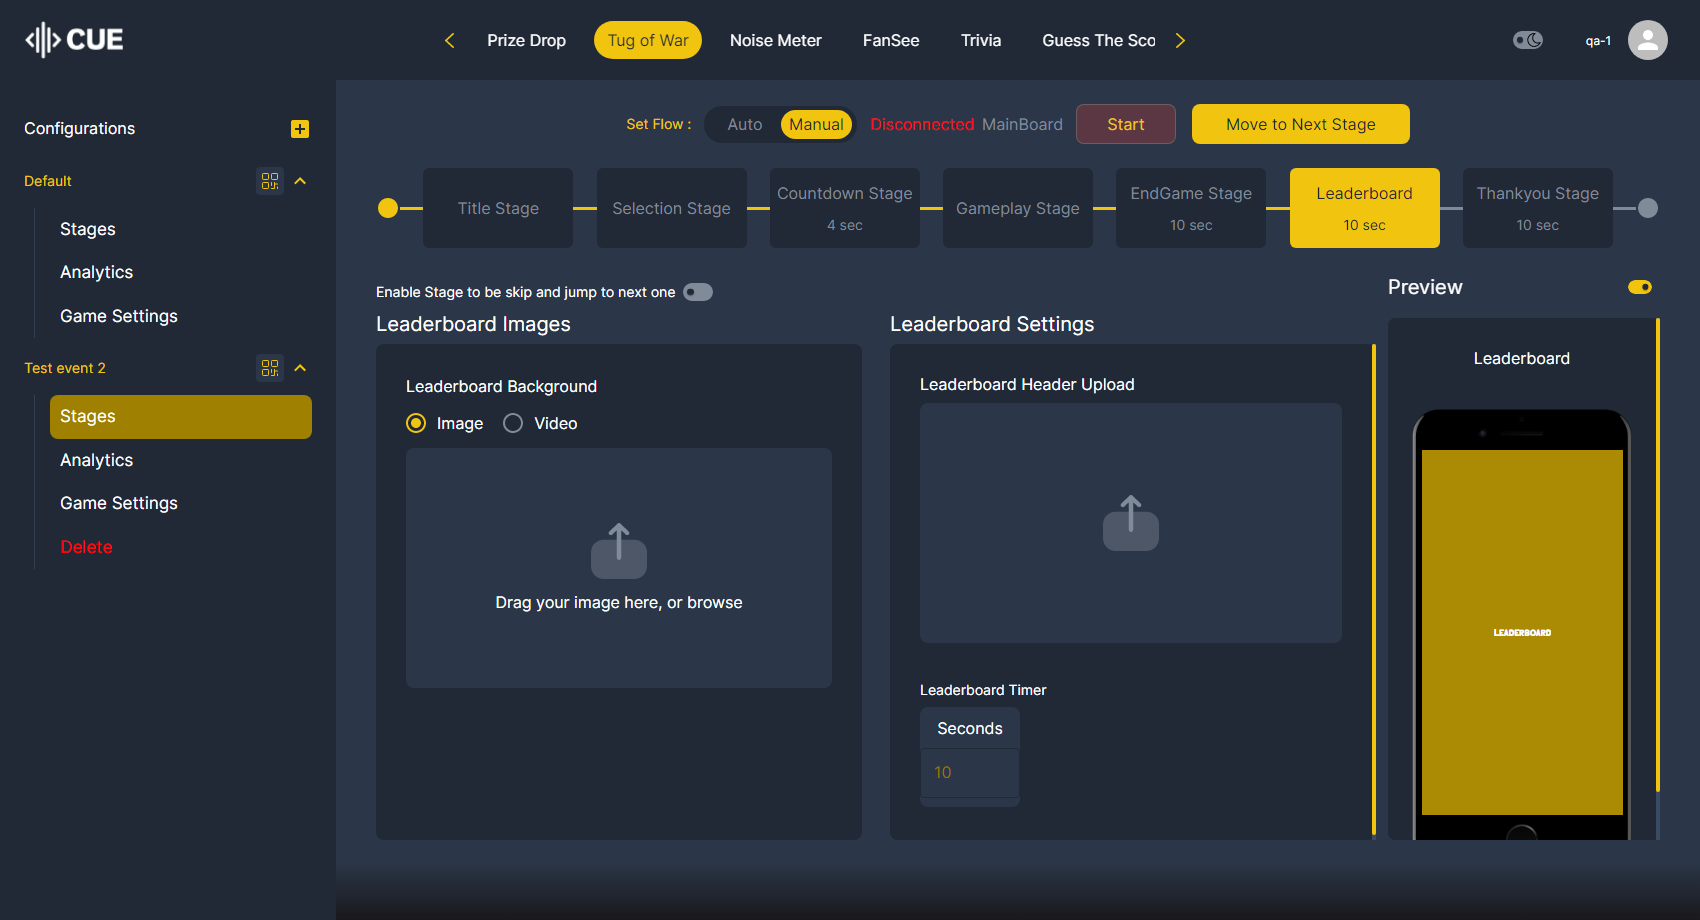 CUE
Prize Drop
Tug of War
Noise Meter
FanSee
Trivia
Guess The Sco
qa-1
Configurations
Default
Stages
Analytics
Game Settings
Test event 2
Stages
Analytics
Game Settings
Delete
Set Flow :
Auto
Manual
Disconnected MainBoard
Start
Move to Next Stage
Title Stage
Selection Stage
Countdown Stage
4 sec
Gameplay Stage
EndGame Stage
10 sec
Leaderboard
10 sec
Thankyou Stage
10 sec
Enable Stage to be skip and jump to next one
Leaderboard Images
Leaderboard Background
Image
Video
Drag your image here, or browse
Leaderboard Settings
Leaderboard Header Upload
Leaderboard Timer
Seconds
10
Preview
Leaderboard
LEADERBOARD